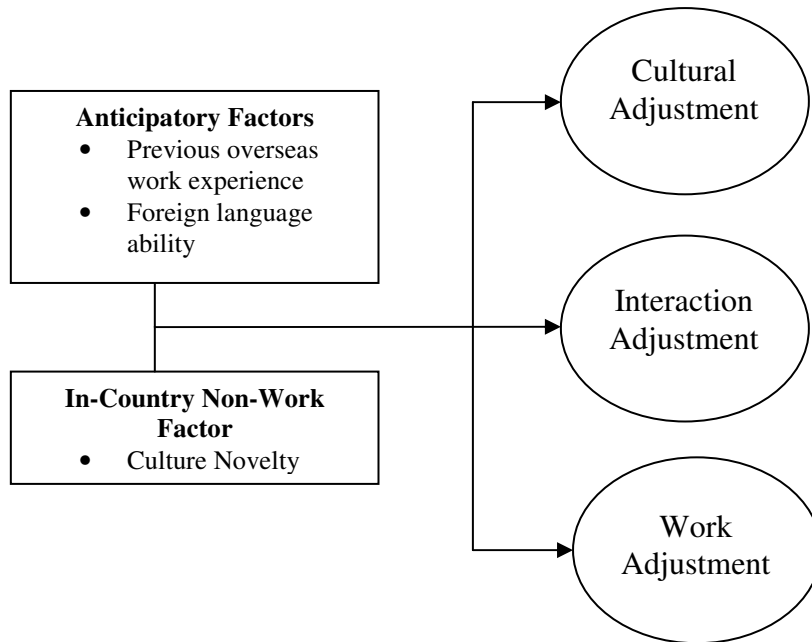 Anticipatory Factors
• Previous overseas
work experience
• Foreign language
ability
In-Country Non-Work
Factor
• Culture Novelty
Cultural
Adjustment
Interaction
Adjustment
Work
Adjustment